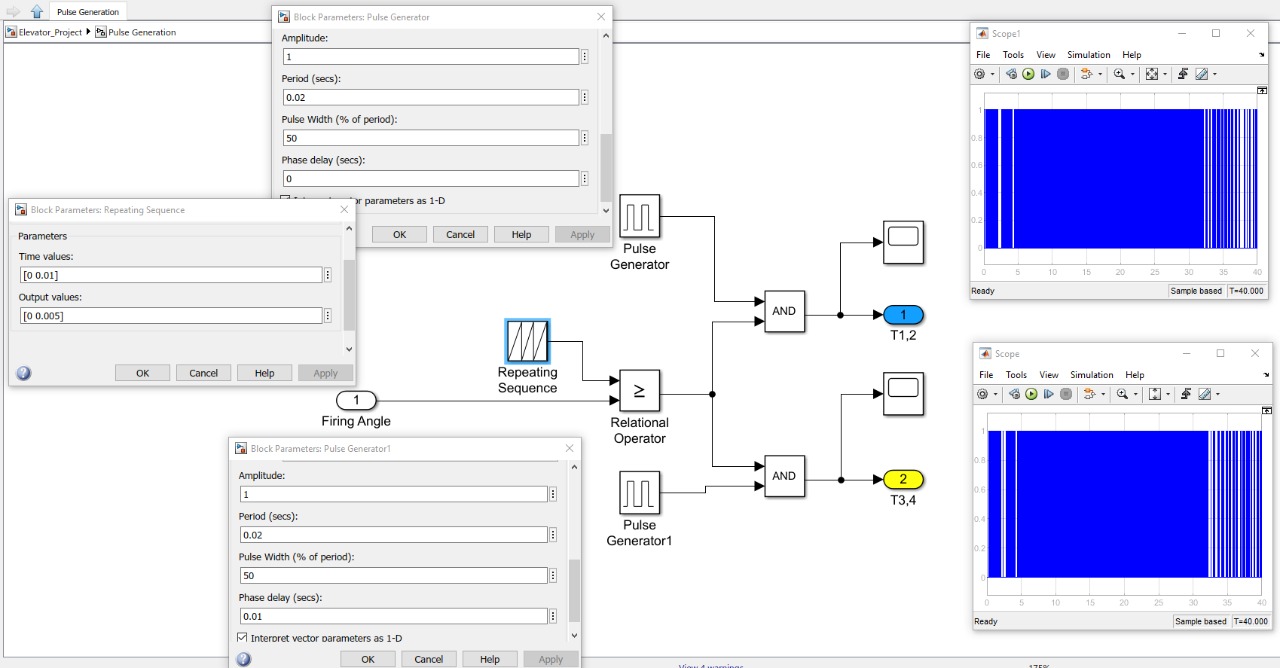 Pulse Generation
Elevator_Project
Pulse Generation
Block Parameters: Pulse Generator
Amplitude:
1
Period (secs):
0.02
Pulse Width (% of period):
50
Phase delay (secs):
0
parameters as 1-D
OK Cancel Help Apply
Block Parameters: Repeating Sequence
Parameters
Time values:
[0 0.01]
Output values:
[0 0.005]
OK Cancel Help Apply
Pulse
Generator
Repeating
Sequence
1
Firing Angle
≥
Relational
Operator
AND
1
T1,2
AND
2
T3,4
Pulse
Generator1
Block Parameters: Pulse Generator1
Amplitude:
1
Period (secs):
0.02
Pulse Width (% of period):
50
Phase delay (secs):
0.01
Interpret vector parameters as 1-D
OK Cancel Help Apply
Scope1
File Tools View Simulation Help
1
0.8
0.6
0.4
0.2
0
0 5 10 15 20 25 30 35 40
Ready Sample based T=40.000
Scope
File Tools View Simulation Help
1
0.8
0.6
0.4
0.2
0
0 5 10 15 20 25 30 35 40
Ready Sample based T=40.000
View 4 warnings
175%